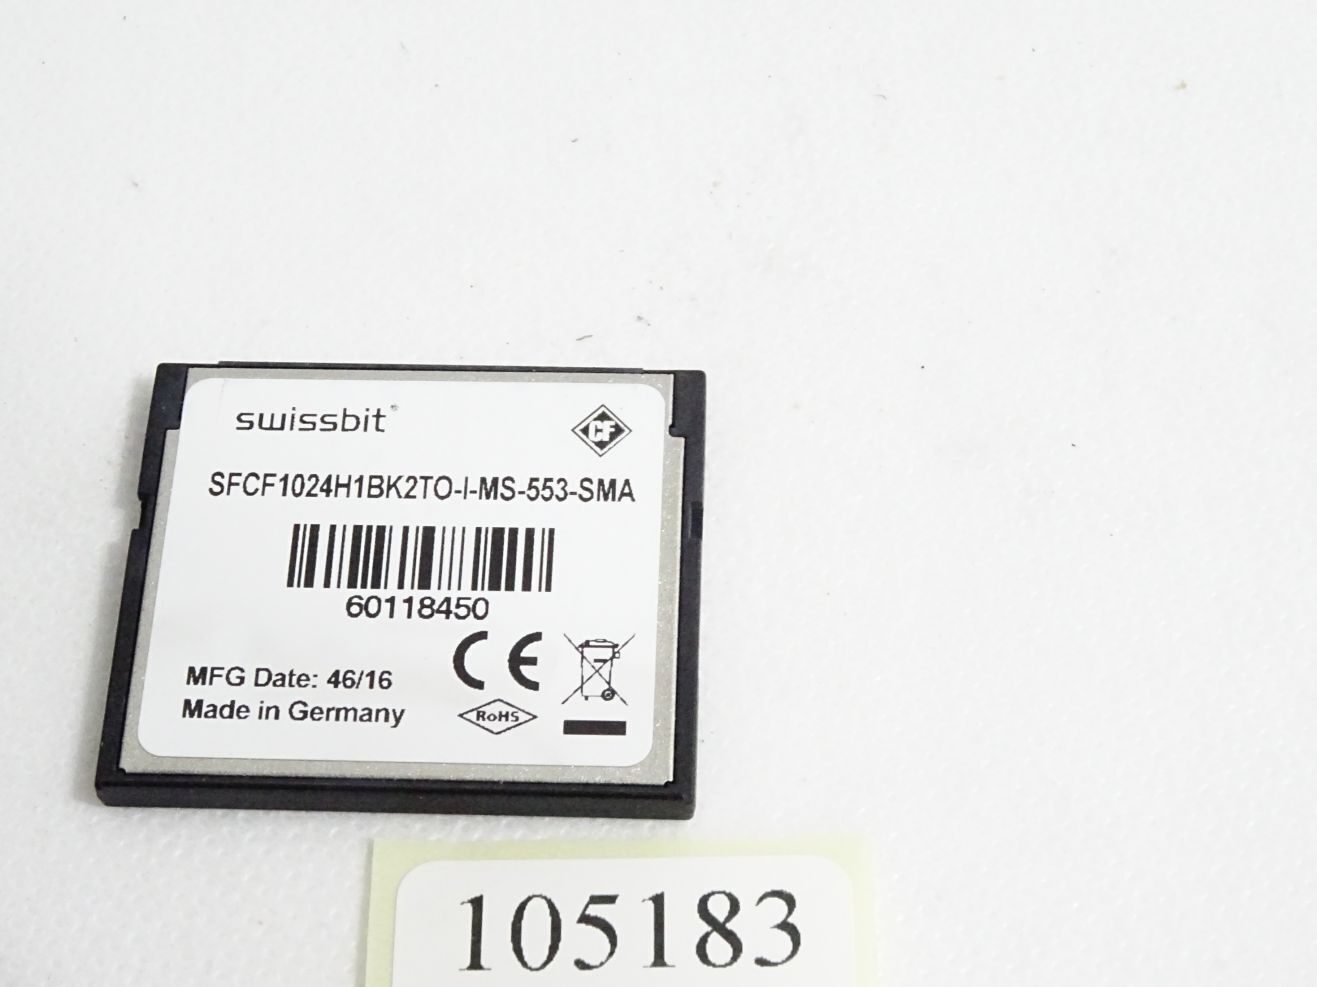 swissbit
CF
SFCF1024H1BK2TO-I-MS-553-SMA
60118450
CE
MFG Date: 46/16
Made in Germany
RoHS
105183